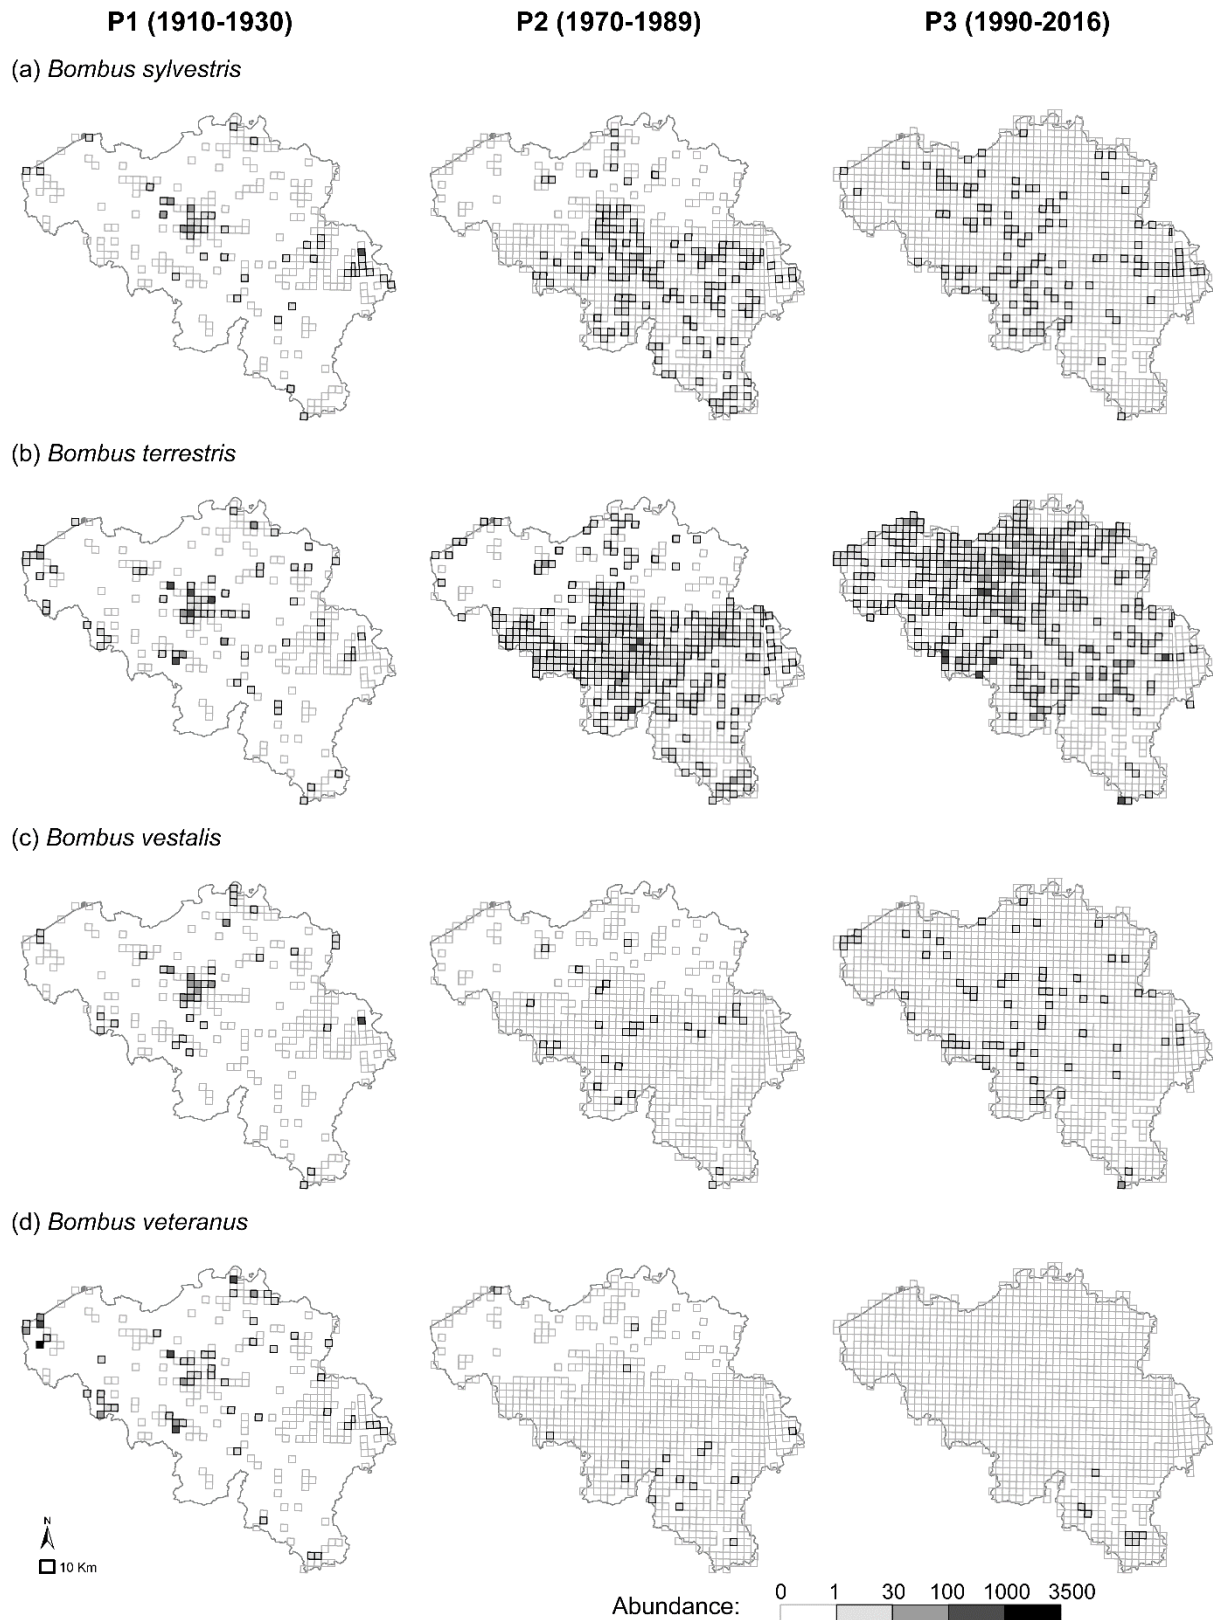 P1 (1910-1930) P2 (1970-1989) P3 (1990-2016)
(a) Bombus sylvestris
(b) Bombus terrestris
(c) Bombus vestalis
(d) Bombus veteranus
N
10 Km
0 1 30 100 1000 3500
Abundance: